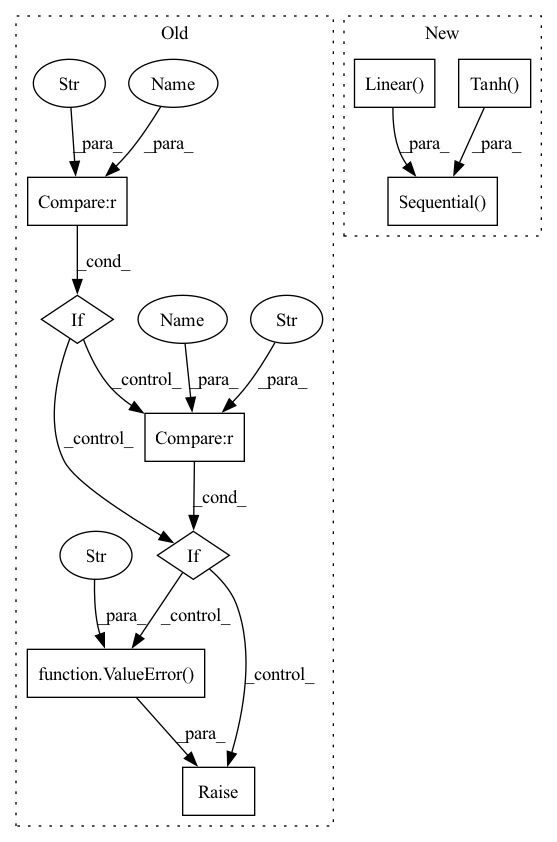 Old
New
Str
Name
Linear()
Tanh()
_para_
_para_
_para_
_para_
Compare:r
Sequential()
_cond_
If
Name
Str
_control_
_para_
_para_
_control_
Compare:r
_cond_
Str
If
_para_
_control_
function.ValueError()
_control_
_para_
Raise